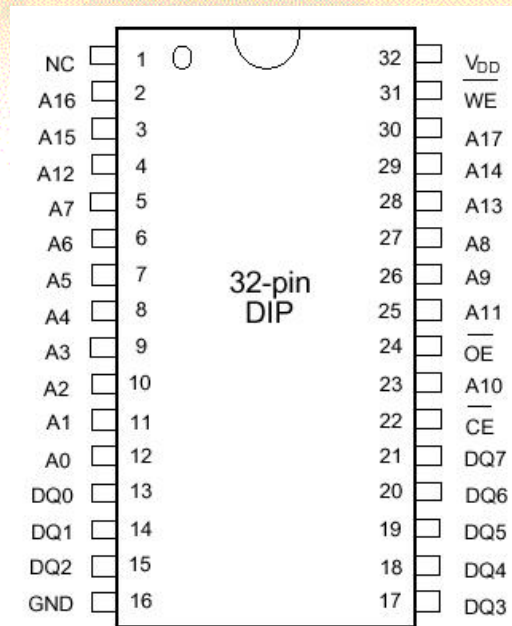 NC 1 32 VDD
A16 2 31 WE
A15 3 30 A17
A12 4 29 A14
A7 5 28 A13
A6 6 27 A8
A5 7 26 A9
A4 8 25 A11
A3 9 24 OE
A2 10 23 A10
A1 11 22 CE
A0 12 21 DQ7
DQ0 13 20 DQ6
DQ1 14 19 DQ5
DQ2 15 18 DQ4
GND 16 17 DQ3
32-pin
DIP